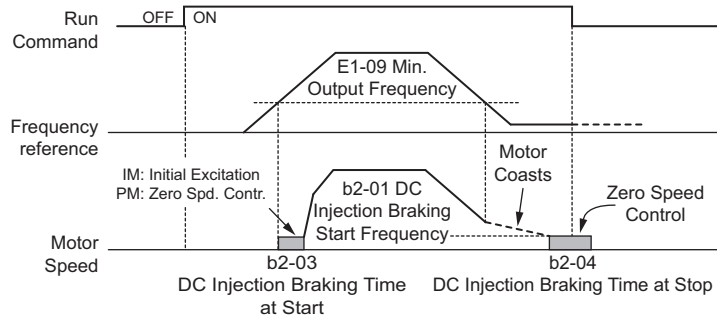 Run
Command
OFF
ON
E1-09 Min.
Output Frequency
Frequency
reference
IM: Initial Excitation
PM: Zero Spd. Contr.
Motor
Coasts
b2-01 DC
Injection Braking
Start Frequency
Zero Speed
Control
Motor
Speed
b2-03
DC Injection Braking Time
at Start
b2-04
DC Injection Braking Time at Stop